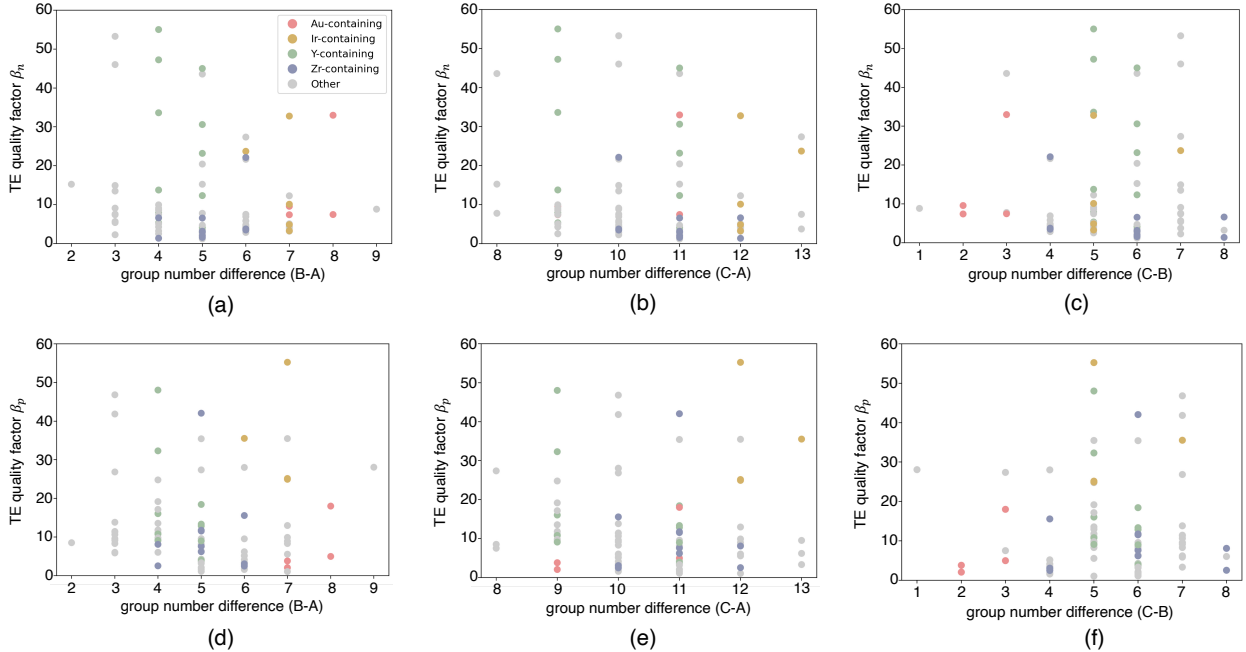 60
50
40
30
20
10
0
TE quality factor βn
2 3 4 5 6 7 8 9
group number difference (B-A)
(a)
Au-containing
Ir-containing
Y-containing
Zr-containing
Other
60
50
40
30
20
10
0
TE quality factor βn
8 9 10 11 12 13
group number difference (C-A)
(b)
60
50
40
30
20
10
0
TE quality factor βn
1 2 3 4 5 6 7 8
group number difference (C-B)
(c)
60
50
40
30
20
10
0
TE quality factor βp
2 3 4 5 6 7 8 9
group number difference (B-A)
(d)
60
50
40
30
20
10
0
TE quality factor βp
8 9 10 11 12 13
group number difference (C-A)
(e)
60
50
40
30
20
10
0
TE quality factor βp
1 2 3 4 5 6 7 8
group number difference (C-B)
(f)